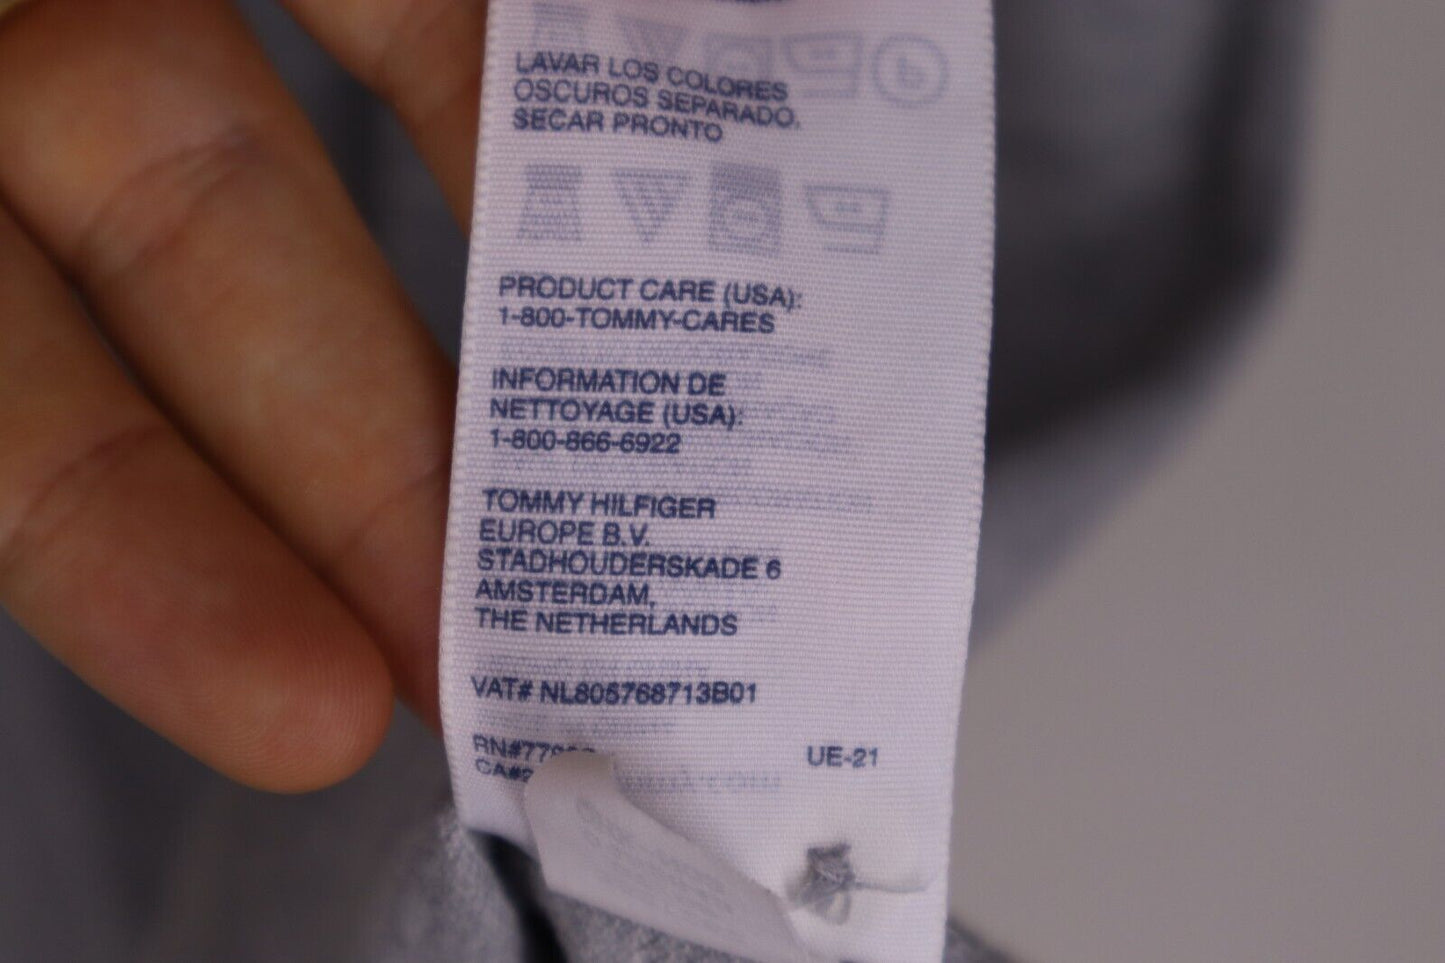 LAVAR LOS COLORES
OSCUROS SEPARADO.
SECAR PRONTO
PRODUCT CARE (USA):
1-800-TOMMY-CARES
INFORMATION DE
NETTOYAGE (USA):
1-800-866-6922
TOMMY HILFIGER
EUROPE B.V.
STADHOUDERSKADE 6
AMSTERDAM,
THE NETHERLANDS
VAT# NL805768713B01
UE-21